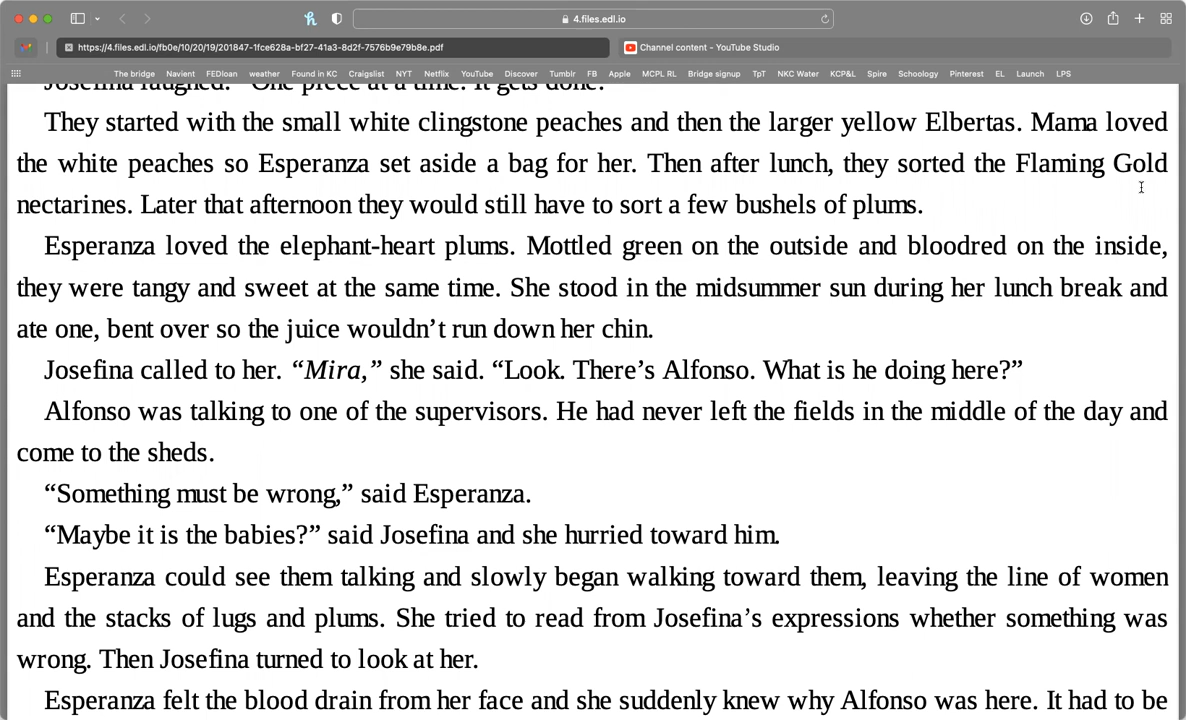 4.files.edl.io
https://4.files.edl.io/fb0e/10/20/19/201847-1fce628a-bf27-41a3-8d2f-7576b9e79b8e.pdf
Channel content - YouTube Studio
The bridge Navient FEDloan weather Found in KC Craigslist NYT Netflix YouTube Discover Tumblr FB Apple MCPL RL Bridge signup TpT NKC Water KCP&L Spire Schoology Pinterest EL Launch LPS
Josefina laughed. “One piece at a time. It gets done.”
They started with the small white clingstone peaches and then the larger yellow Elbertas. Mama loved
the white peaches so Esperanza set aside a bag for her. Then after lunch, they sorted the Flaming Gold
nectarines. Later that afternoon they would still have to sort a few bushels of plums.
Esperanza loved the elephant-heart plums. Mottled green on the outside and bloodred on the inside,
they were tangy and sweet at the same time. She stood in the midsummer sun during her lunch break and
ate one, bent over so the juice wouldn’t run down her chin.
Josefina called to her. “Mira,” she said. “Look. There’s Alfonso. What is he doing here?”
Alfonso was talking to one of the supervisors. He had never left the fields in the middle of the day and
come to the sheds.
“Something must be wrong,” said Esperanza.
“Maybe it is the babies?” said Josefina and she hurried toward him.
Esperanza could see them talking and slowly began walking toward them, leaving the line of women
and the stacks of lugs and plums. She tried to read from Josefina’s expressions whether something was
wrong. Then Josefina turned to look at her.
Esperanza felt the blood drain from her face and she suddenly knew why Alfonso was here. It had to be